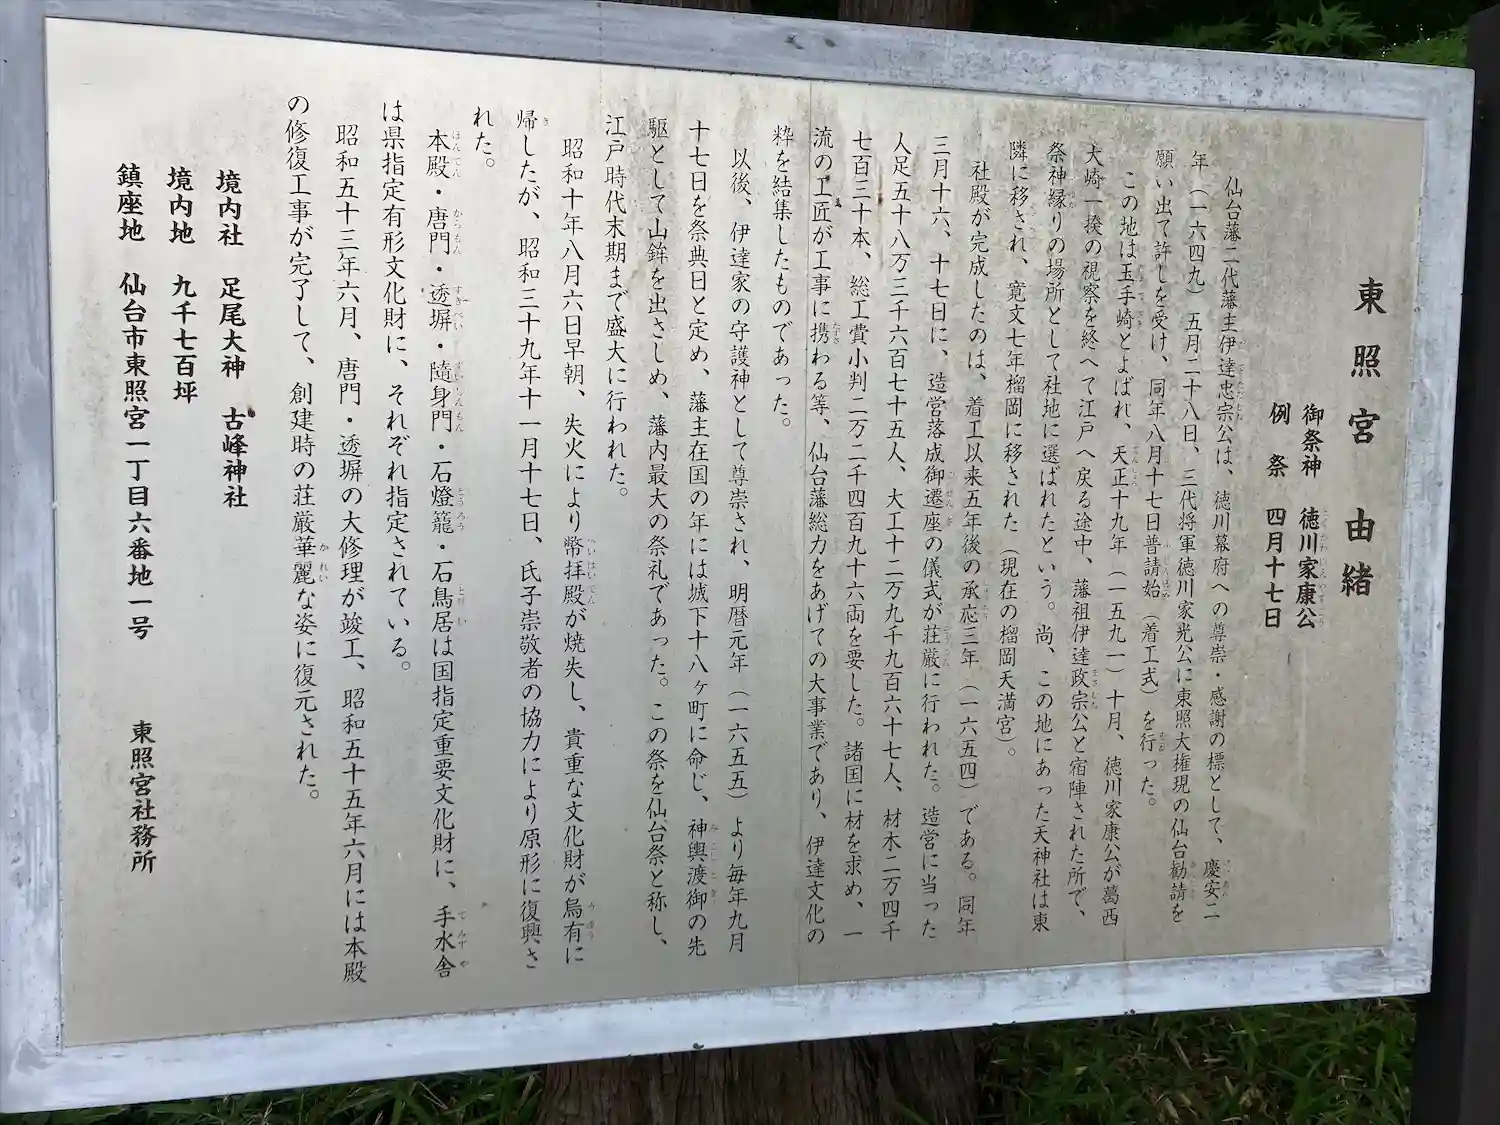 東照宮 由緒
御祭神 徳川家康公
例祭 四月十七日
仙台藩二代藩主伊達忠宗公は、徳川幕府への尊崇・感謝の標として、慶安二
年（一六四九）五月二十八日、三代将軍徳川家光公に東照大権現の仙台勧請を
願い出て許しを受け、同年八月十七日普請始（着工式）を行った。
この地は玉手崎とよばれ、天正十九年（一五九一）十月、徳川家康公が葛西
大崎一揆の視察を終へて江戸へ戻る途中、藩祖伊達政宗公と宿陣された所で、
祭神縁りの場所として社地に選ばれたという。尚、この地にあった天神社は東
隣に移され、寛文七年榴岡に移された（現在の榴岡天満宮）。
社殿が完成したのは、着工以来五年後の承応三年（一六五四）である。同年
三月十六、十七日に、造営落成御遷座の儀式が荘厳に行われた。造営に当った
人足五十八万三千六百七十五人、大工十二万九千九百六十七人、材木二万四千
七百三十本、総工費小判二万二千四百九十六両を要した。諸国に材を求め、一
流の工匠が工事に携わる等、仙台藩総力をあげての大事業であり、伊達文化の
粋を結集したものであった。
以後、伊達家の守護神として尊崇され、明暦元年（一六五五）より毎年九月
十七日を祭典日と定め、藩主在国の年には城下十八ヶ町に命じ、神輿渡御の先
駆として山鉾を出さしめ、藩内最大の祭礼であった。この祭を仙台祭と称し、
江戸時代末期まで盛大に行われた。
昭和十年八月六日早朝、失火により幣拝殿が焼失し、貴重な文化財が烏有に
帰したが、昭和三十九年十一月十七日、氏子崇敬者の協力により原形に復興さ
れた。
本殿・唐門・透塀・隨身門・石燈籠・石鳥居は国指定重要文化財に、手水舎
は県指定有形文化財に、それぞれ指定されている。
昭和五十三年六月、唐門・透塀の大修理が竣工、昭和五十五年六月には本殿
の修復工事が完了して、創建時の荘厳華麗な姿に復元された。
境内社 足尾大神 古峰神社
境内地 九千七百坪
鎮座地 仙台市東照宮一丁目六番地一号
東照宮社務所